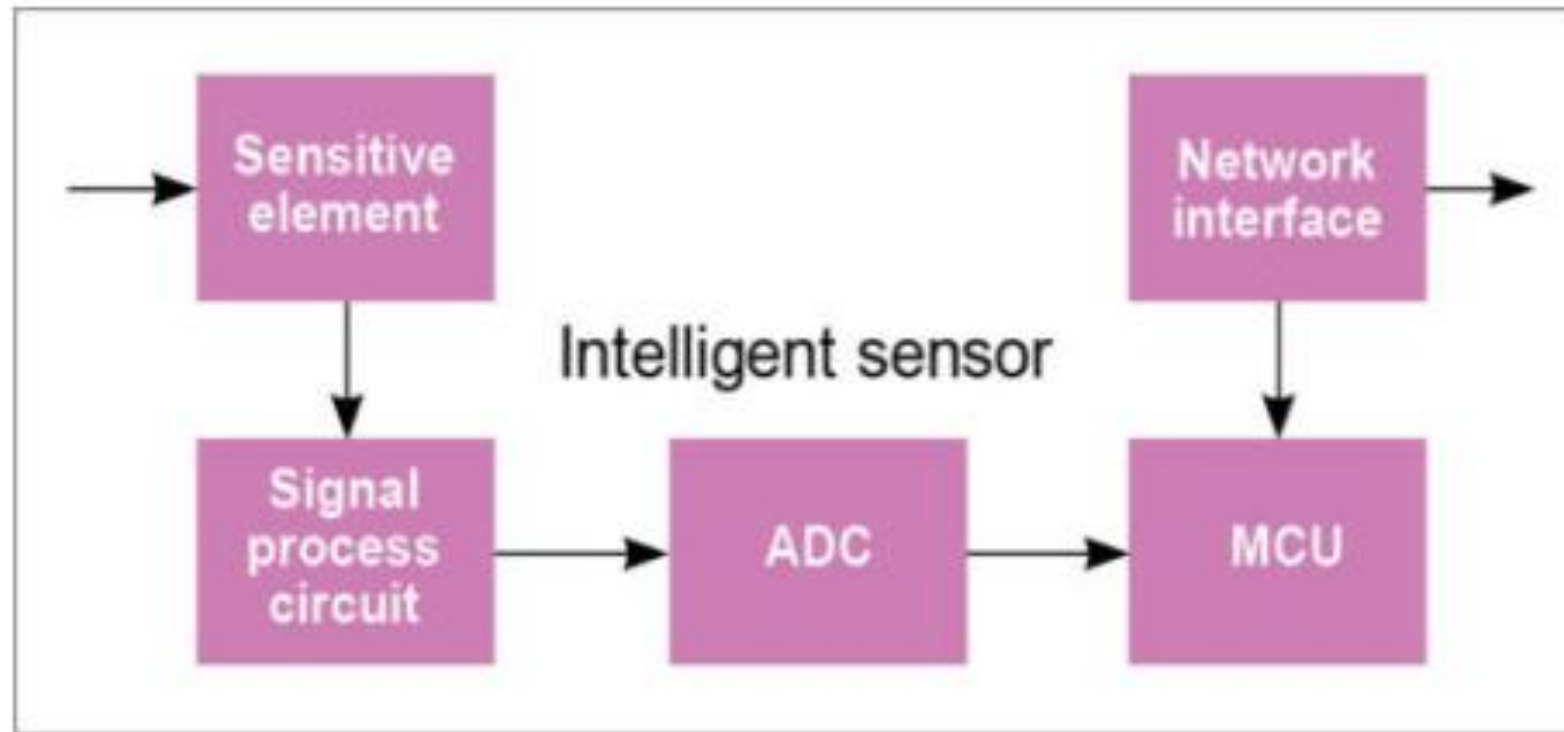 Sensitive
element
Network
interface
Intelligent sensor
Signal
process
circuit
ADC
MCU